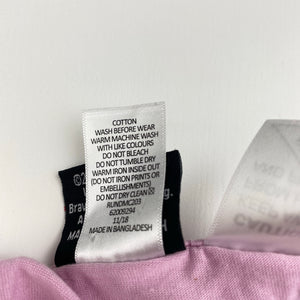 COTTON
WASH BEFORE WEAR
WARM MACHINE WASH
WITH LIKE COLOURS
DO NOT BLEACH
DO NOT TUMBLE DRY
WARM IRON INSIDE OUT
(DO NOT IRON PRINTS OR
EMBELLISHMENTS)
DO NOT DRY CLEAN
RUNDMC203
62009294
11/18
MADE IN BANGLADESH
©2
Brav